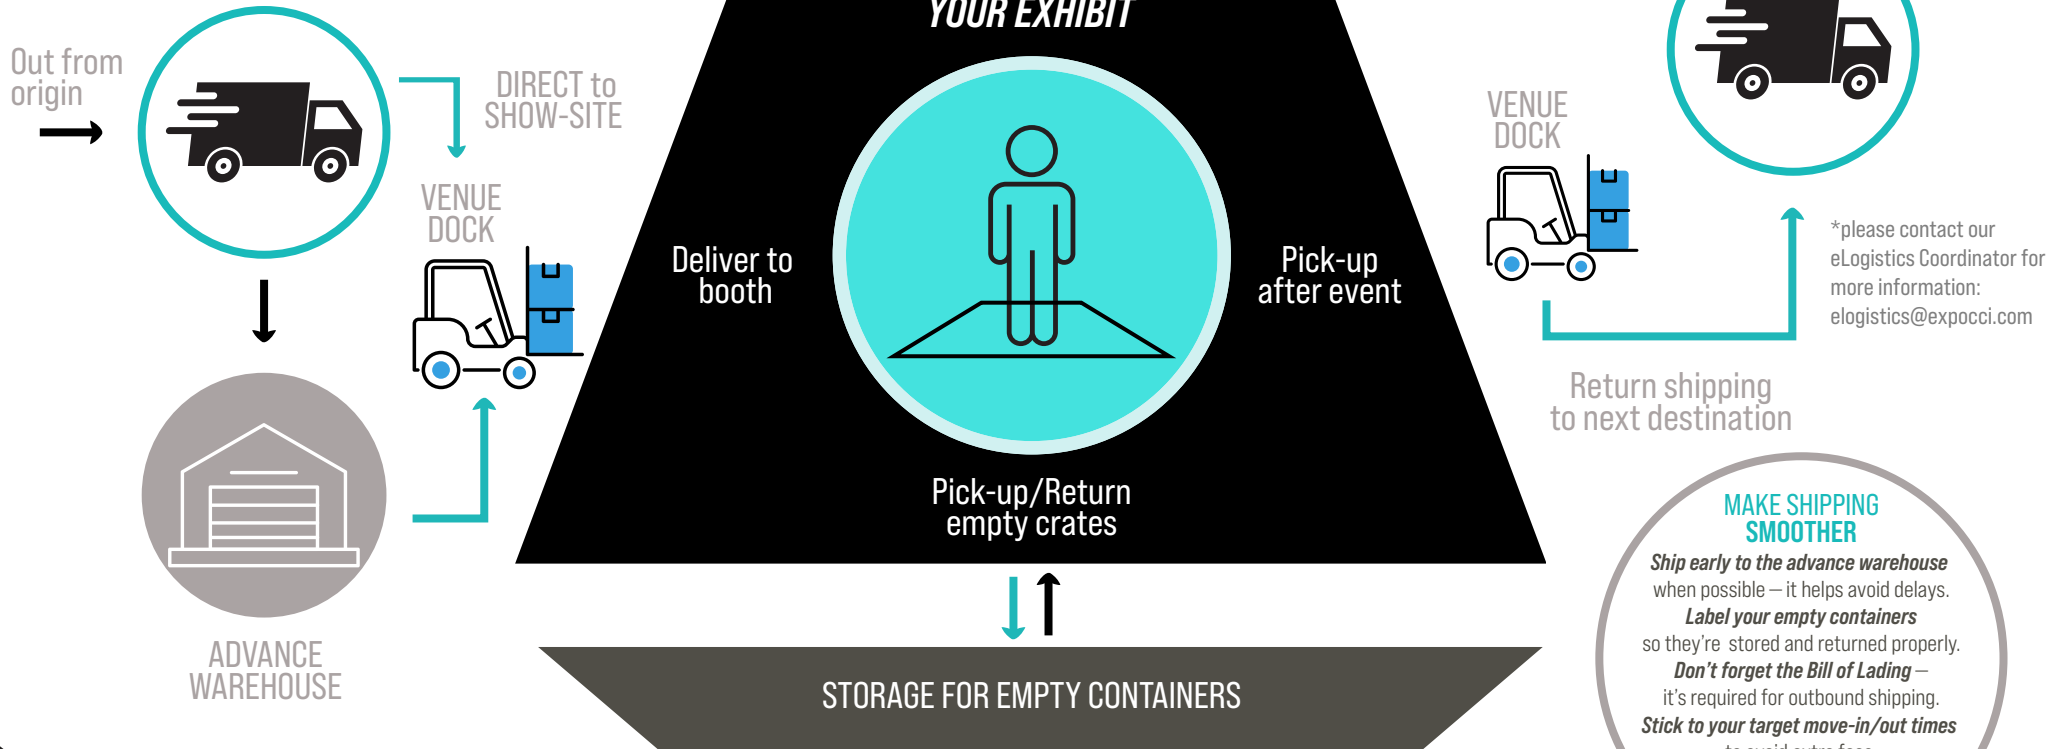 YOUR EXHIBIT
Out from
origin
DIRECT to
SHOW-SITE
VENUE
DOCK
ADVANCE
WAREHOUSE
Deliver to
booth
Pick-up
after event
Pick-up/Return
empty crates
STORAGE FOR EMPTY CONTAINERS
VENUE
DOCK
*please contact our
eLogistics Coordinator for
more information:
elogistics@expocci.com
Return shipping
to next destination
MAKE SHIPPING
SMOOTHER
Ship early to the advance warehouse
when possible – it helps avoid delays.
Label your empty containers
so they're stored and returned properly.
Don't forget the Bill of Lading –
it's required for outbound shipping.
Stick to your target move-in/out times